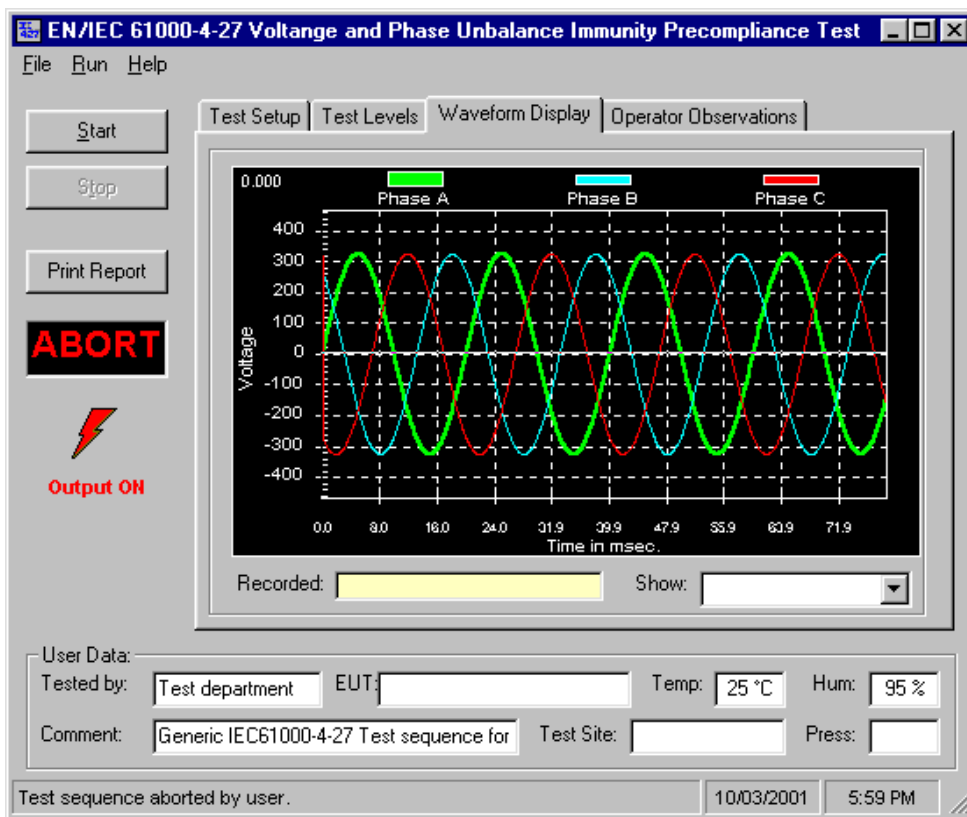 EN/IEC 61000-4-27 Voltange and Phase Unbalance Immunity Precompliance Test
File Run Help
Start
Stop
Print Report
ABORT
Output ON
Test Setup Test Levels Waveform Display Operator Observations
0.000
Phase A Phase B Phase C
Voltage
400
300
200
100
0
-100
-200
-300
-400
0.0 8.0 16.0 24.0 31.9 39.9 47.9 55.9 63.9 71.9
Time in msec.
Recorded: Show:
User Data:
Tested by: Test department EUT: Temp: 25 °C Hum: 95 %
Comment: Generic IEC61000-4-27 Test sequence for Test Site: Press:
Test sequence aborted by user. 10/03/2001 5:59 PM